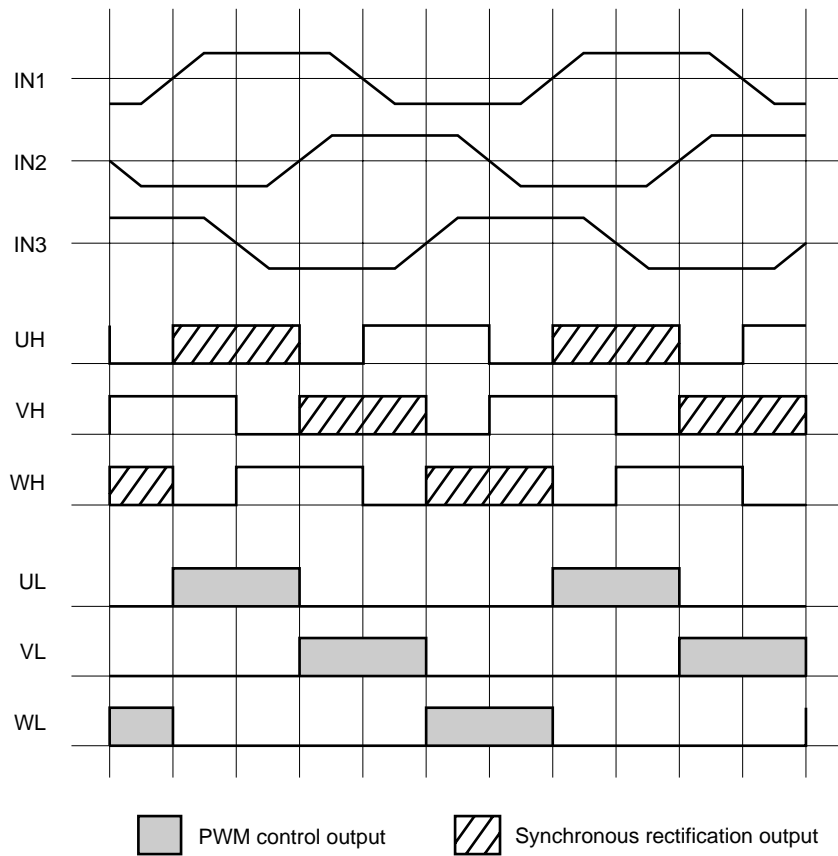 IN1
IN2
IN3
UH
VH
WH
UL
VL
WL
PWM control output
Synchronous rectification output